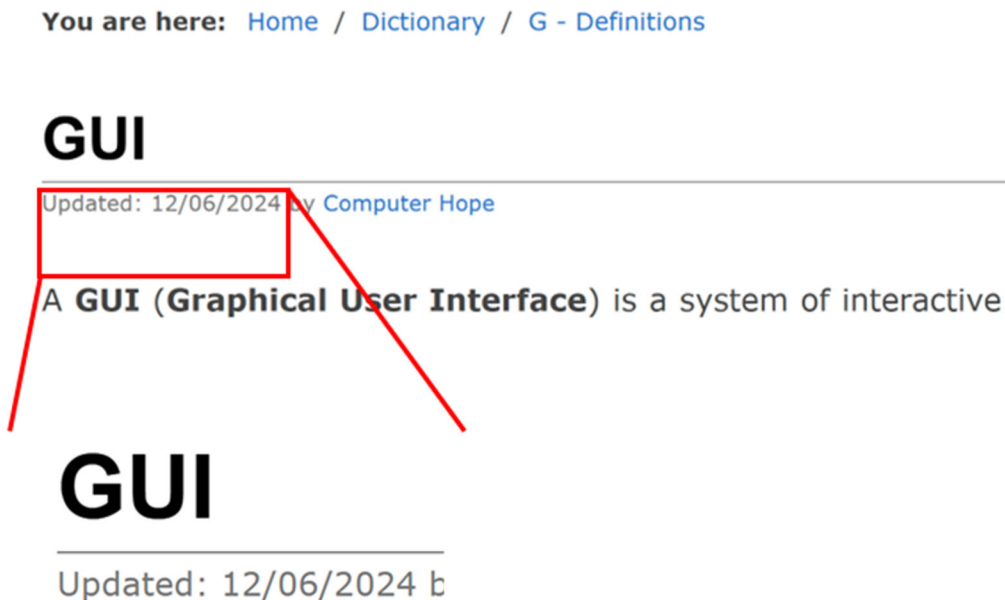 You are here: Home / Dictionary / G - Definitions
GUI
Updated: 12/06/2024 by Computer Hope
A GUI (Graphical User Interface) is a system of interactive
GUI
Updated: 12/06/2024 b